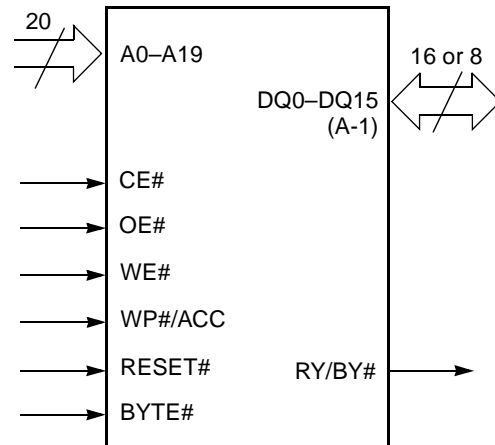 20
A0–A19
16 or 8
DQ0–DQ15
(A-1)
CE#
OE#
WE#
WP#/ACC
RESET#
RY/BY#
BYTE#